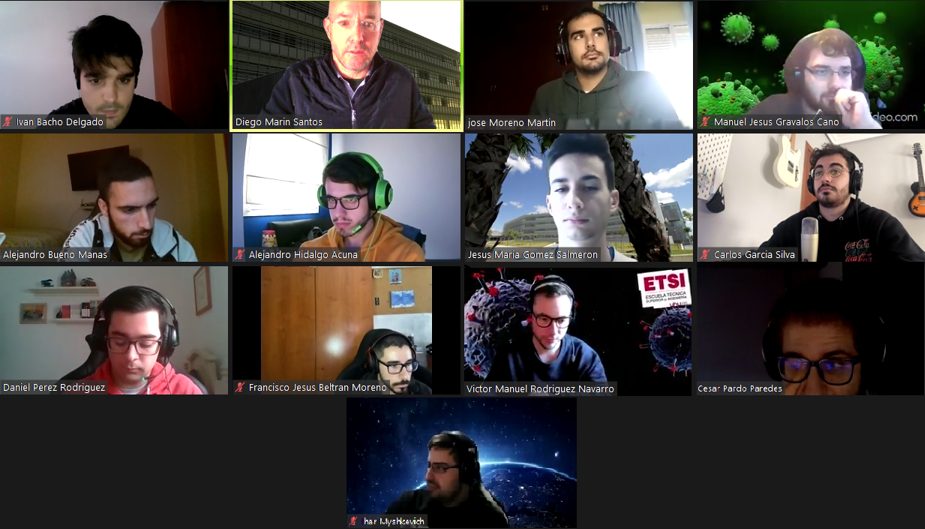 Ivan Bacho Delgado
Diego Marin Santos
jose Moreno Martin
Manuel Jesus Gravalos Cano
deo.com
Alejandro Bueno Manas
Alejandro Hidalgo Acuna
Jesus Maria Gomez Salmeron
Carlos Garcia Silva
Daniel Perez Rodriguez
Francisco Jesus Beltran Moreno
ETSI
ESCUELA TÉCNICA
SUPERIOR DE INGENIERÍA
Victor Manuel Rodriguez Navarro
Cesar Pardo Paredes
Ihar Myshkevich